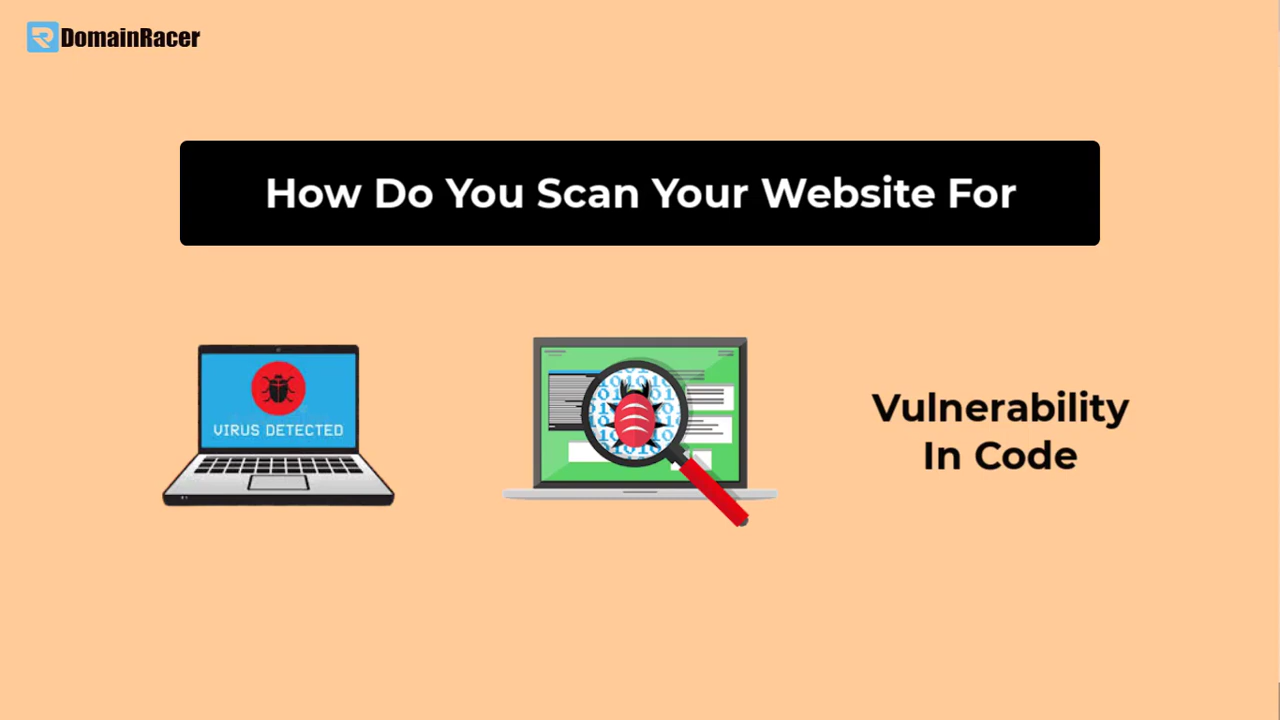 DomainRacer
How Do You Scan Your Website For
VIRUS DETECTED
Vulnerability
In Code